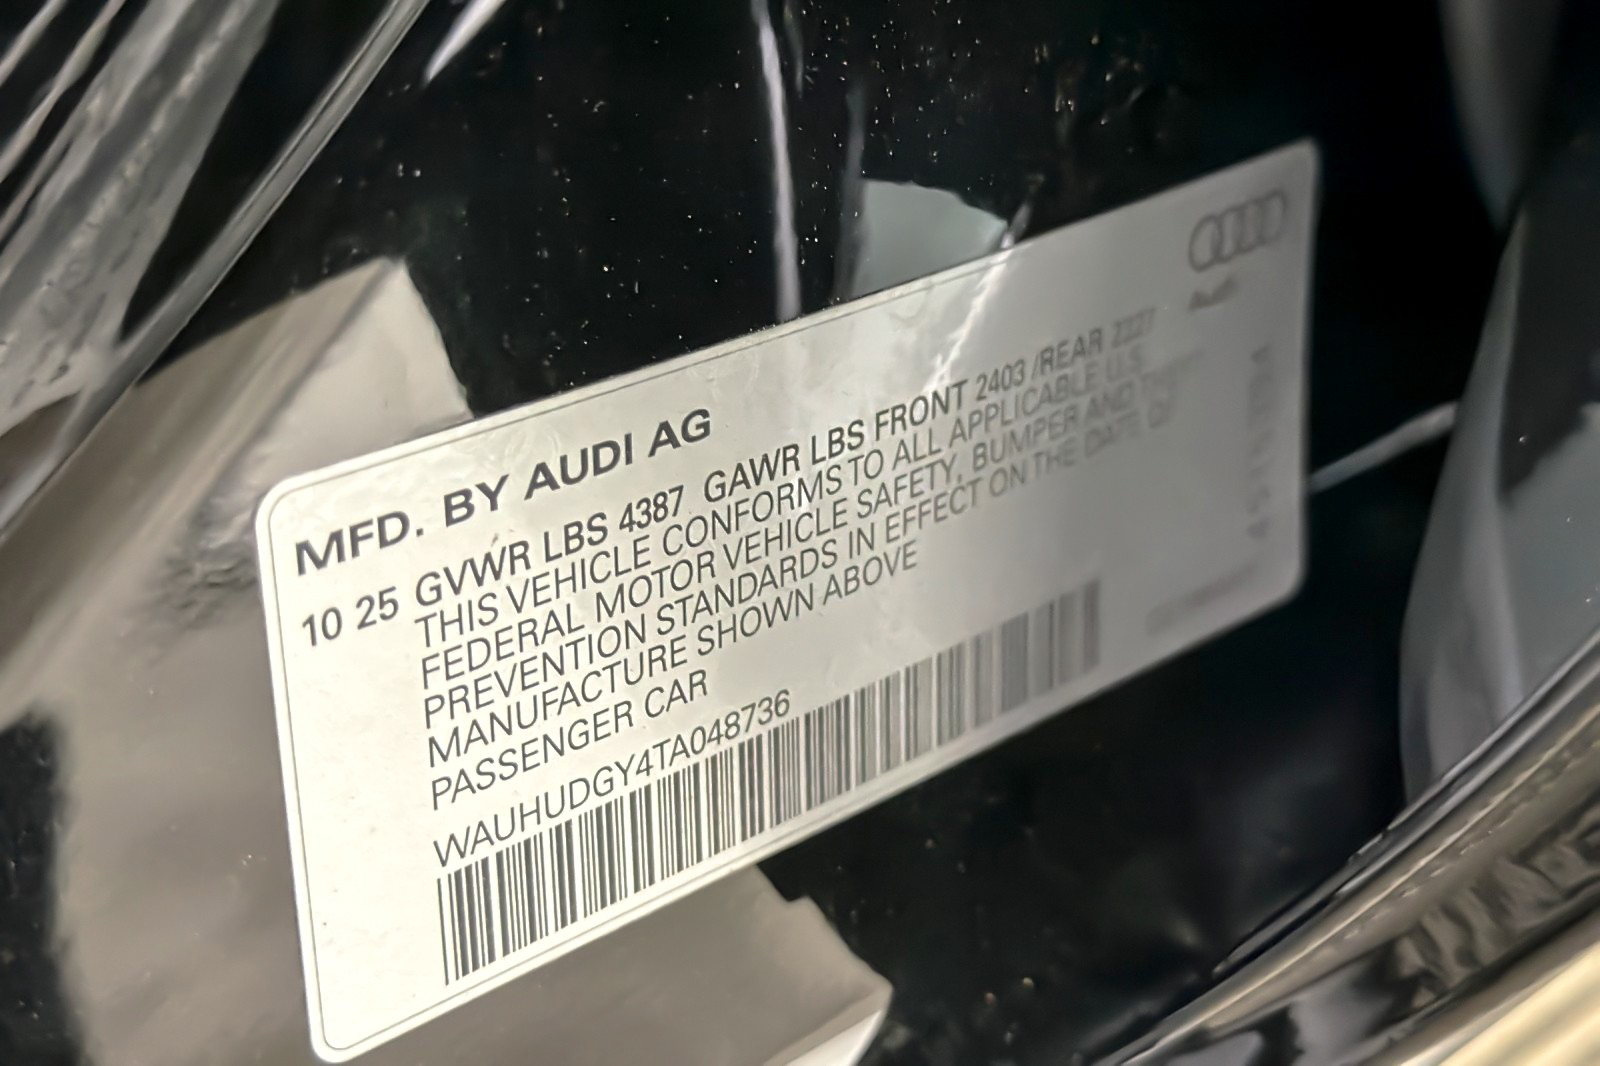 MFD. BY AUDI AG
10 25 GVWR LBS 4387 GAWR LBS FRONT 2403 /REAR
THIS VEHICLE CONFORMS TO ALL APPLICABLE U.S.
FEDERAL MOTOR VEHICLE SAFETY, BUMPER AND
PREVENTION STANDARDS IN EFFECT ON THE DATE OF
MANUFACTURE SHOWN ABOVE
PASSENGER CAR
WAUHUDGY4TA048736
Audi